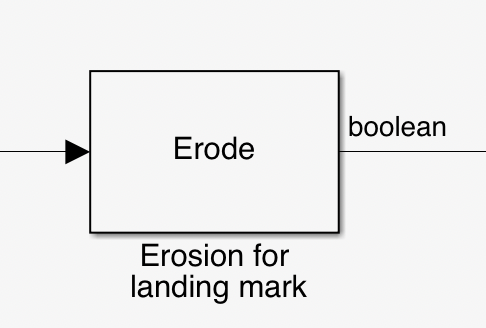 Erode
boolean
Erosion for
landing mark